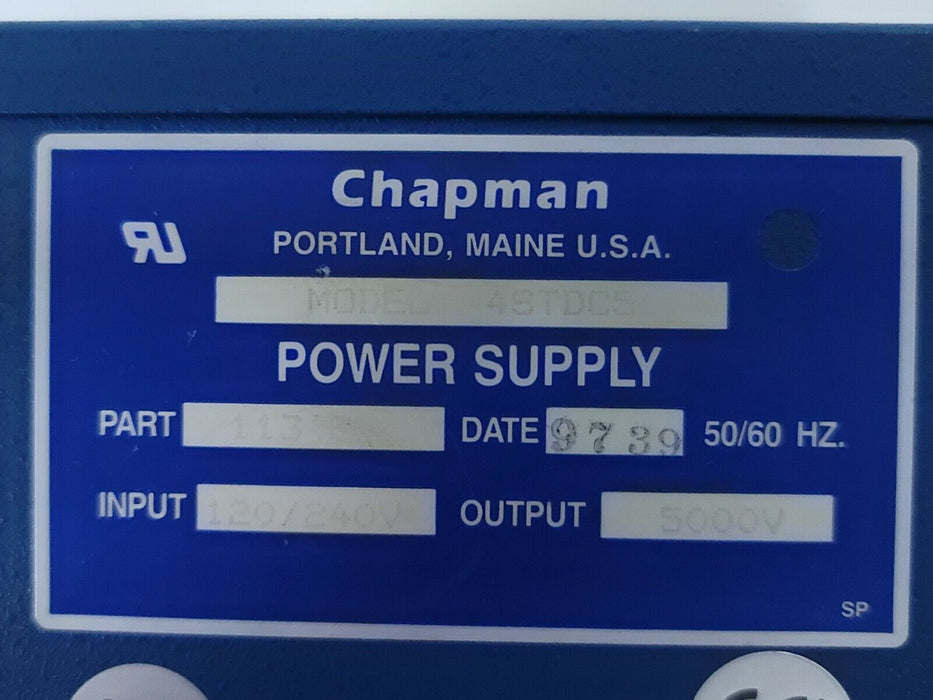 Chapman
PORTLAND, MAINE U.S.A.
MODEL 4STDC5
POWER SUPPLY
PART DATE 9739 50/60 HZ.
INPUT 120/240V OUTPUT 5000V
SP